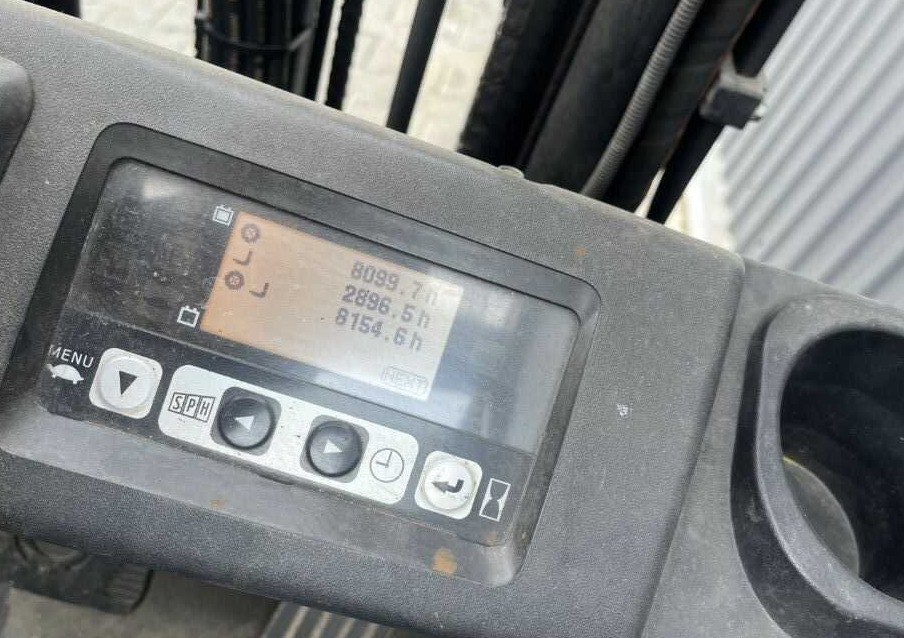 8099.7h
2896.5h
8154.6h
NEXT
MENU
SPH